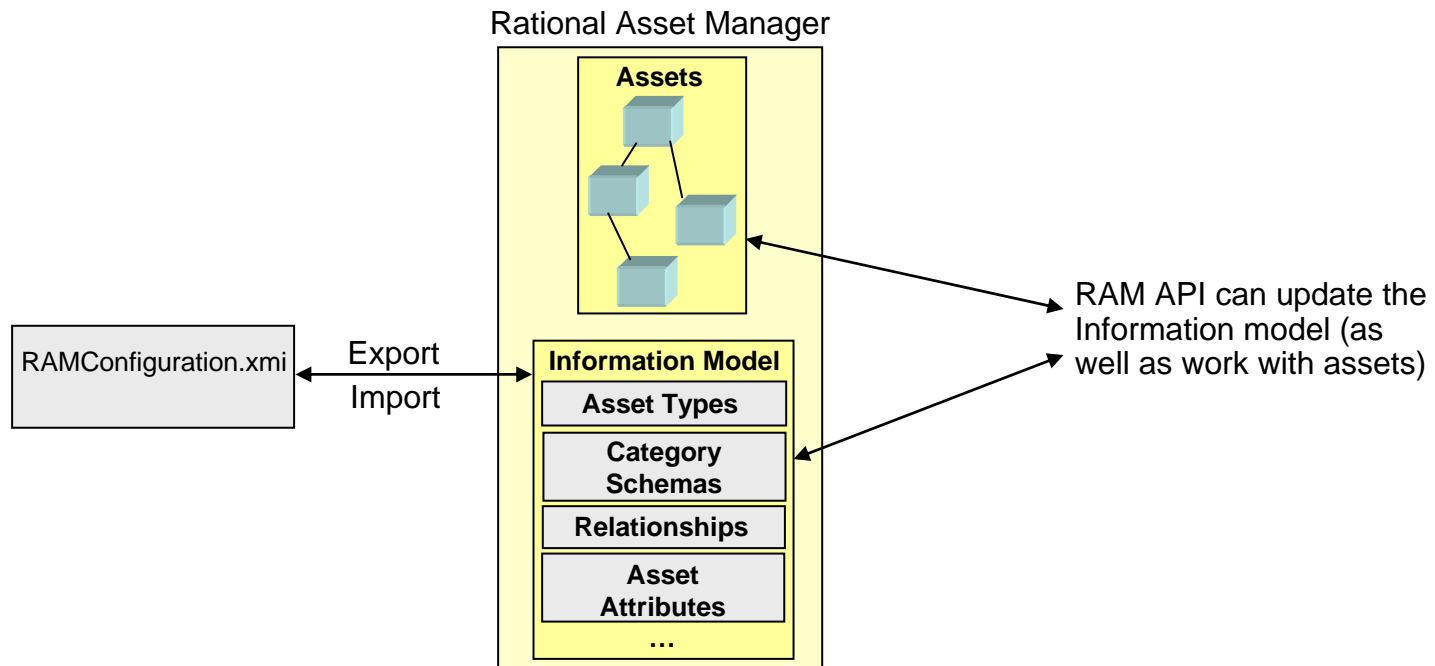 Rational Asset Manager
Assets
RAMConfiguration.xmi
Export
Import
Information Model
Asset Types
Category
Schemas
Relationships
Asset
Attributes
...
RAM API can update the
Information model (as
well as work with assets)